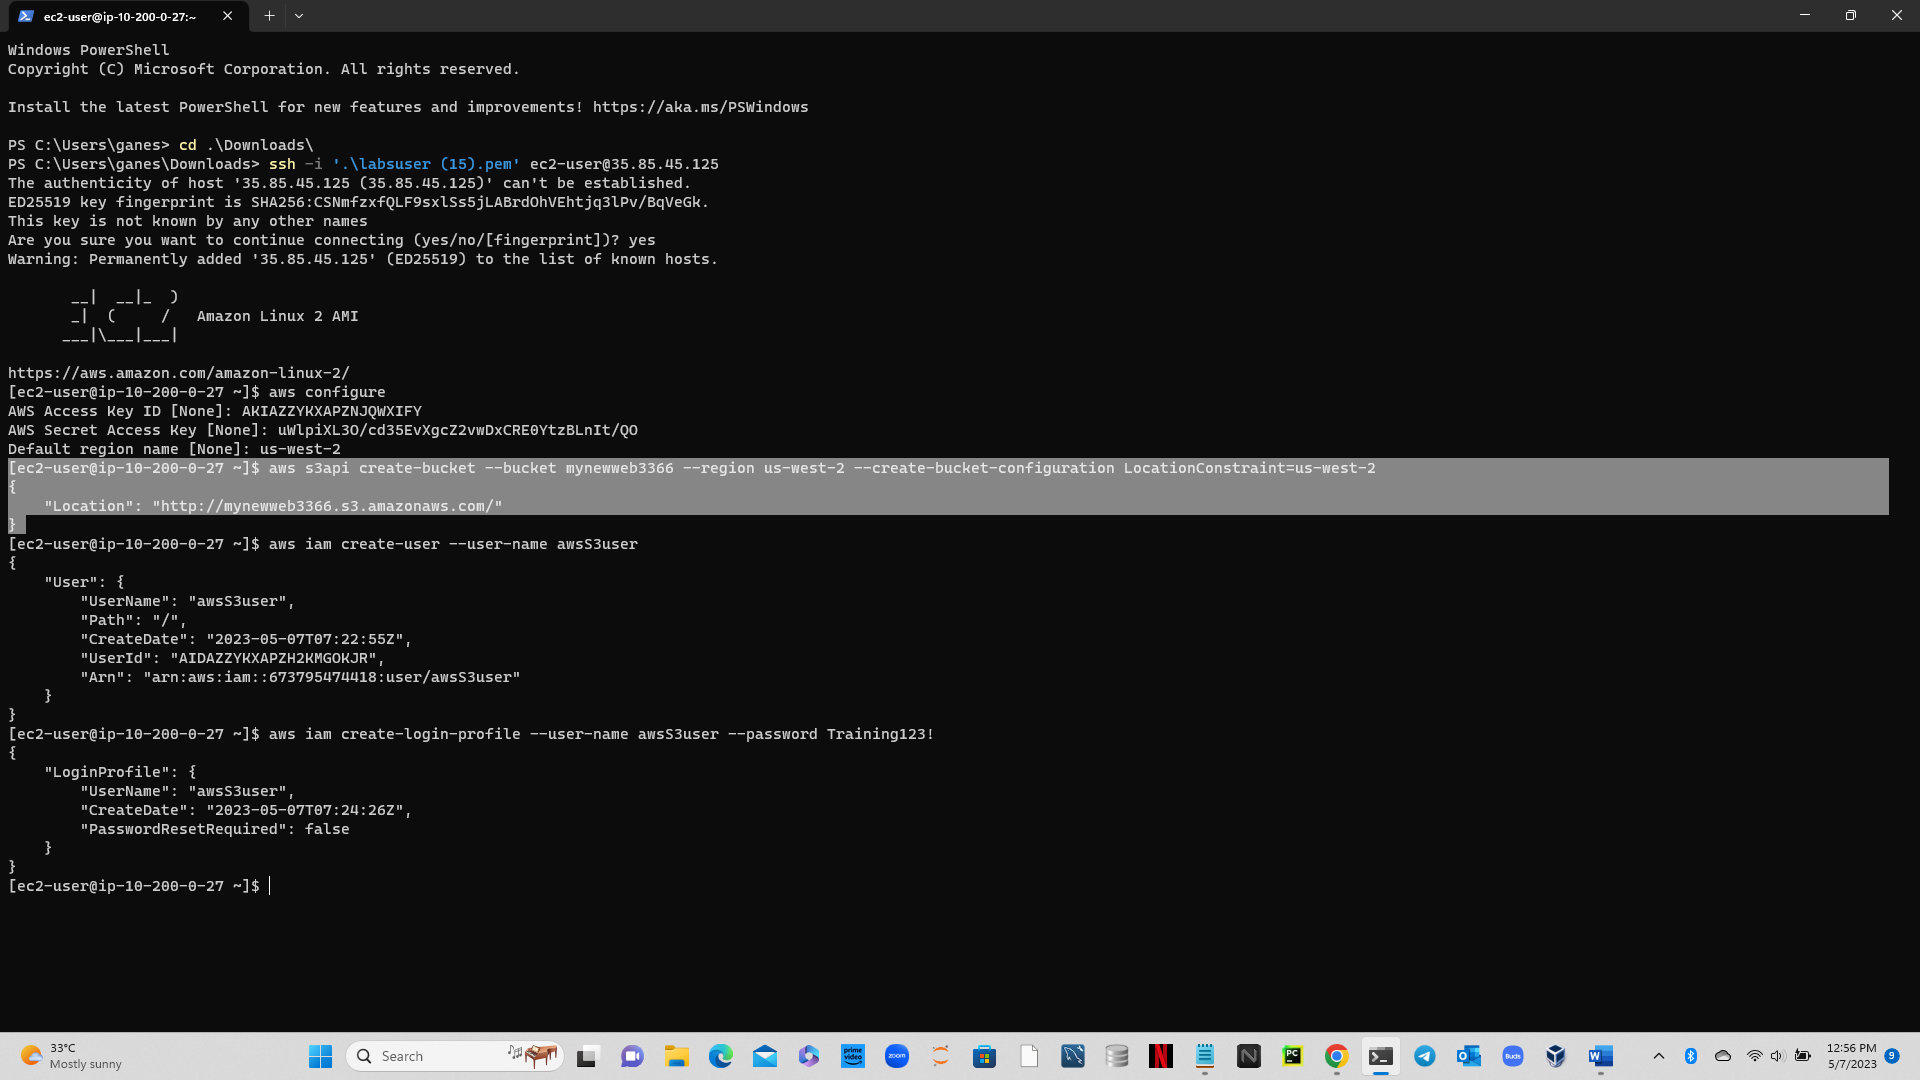 ec2-user@ip-10-200-0-27:~
Windows PowerShell
Copyright (C) Microsoft Corporation. All rights reserved.
Install the latest PowerShell for new features and improvements! https://aka.ms/PSWindows
PS C:\Users\ganes> cd .\Downloads\
PS C:\Users\ganes\Downloads> ssh -i '.\labsuser (15).pem' ec2-user@35.85.45.125
The authenticity of host '35.85.45.125 (35.85.45.125)' can't be established.
ED25519 key fingerprint is SHA256:CSNmfzxfQLF9sxlSs5jLABrdOhVEhtjq3lPv/BqVeGk.
This key is not known by any other names
Are you sure you want to continue connecting (yes/no/[fingerprint])? yes
Warning: Permanently added '35.85.45.125' (ED25519) to the list of known hosts.
       __|  __|_  )
       _|  (     /   Amazon Linux 2 AMI
      ___|\___|___|
https://aws.amazon.com/amazon-linux-2/
[ec2-user@ip-10-200-0-27 ~]$ aws configure
AWS Access Key ID [None]: AKIAZZYKXAPZNJQWXIFY
AWS Secret Access Key [None]: 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
Default region name [None]: us-west-2
[ec2-user@ip-10-200-0-27 ~]$ aws s3api create-bucket --bucket mynewweb3366 --region us-west-2 --create-bucket-configuration LocationConstraint=us-west-2
{
    "Location": "http://mynewweb3366.s3.amazonaws.com/"
}
[ec2-user@ip-10-200-0-27 ~]$ aws iam create-user --user-name awsS3user
{
    "User": {
        "UserName": "awsS3user",
        "Path": "/",
        "CreateDate": "2023-05-07T07:22:55Z",
        "UserId": "AIDAZZYKXAPZH2KMGOKJR",
        "Arn": "arn:aws:iam::673795474418:user/awsS3user"
    }
}
[ec2-user@ip-10-200-0-27 ~]$ aws iam create-login-profile --user-name awsS3user --password Training123!
{
    "LoginProfile": {
        "UserName": "awsS3user",
        "CreateDate": "2023-05-07T07:24:26Z",
        "PasswordResetRequired": false
    }
}
[ec2-user@ip-10-200-0-27 ~]$
33°C
Mostly sunny
Search
prime video
zoom
PC
Buds
12:56 PM
5/7/2023
9